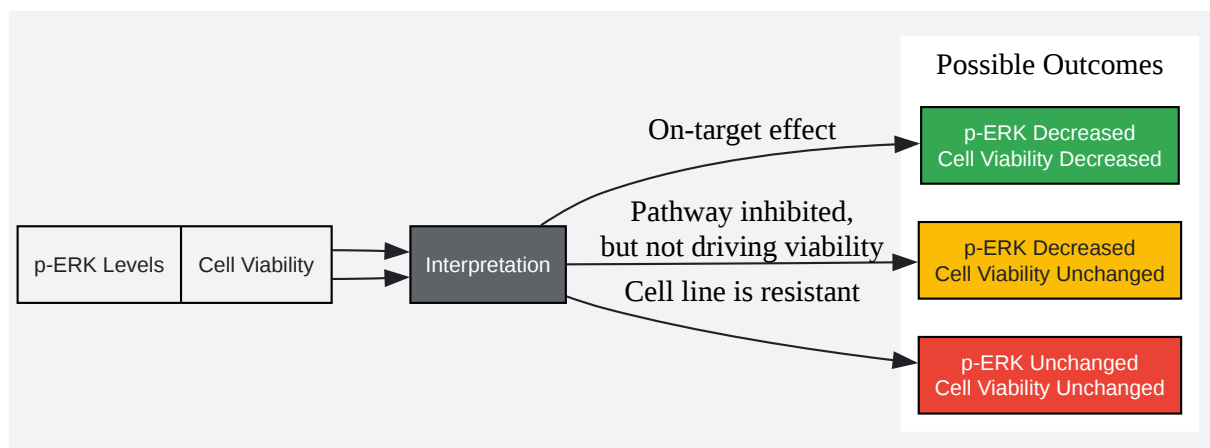 Possible Outcomes
On-target effect
p-ERK Decreased
Cell Viability Decreased
p-ERK Levels
Cell Viability
Interpretation
Pathway inhibited,
but not driving viability
p-ERK Decreased
Cell Viability Unchanged
Cell line is resistant
p-ERK Unchanged
Cell Viability Unchanged